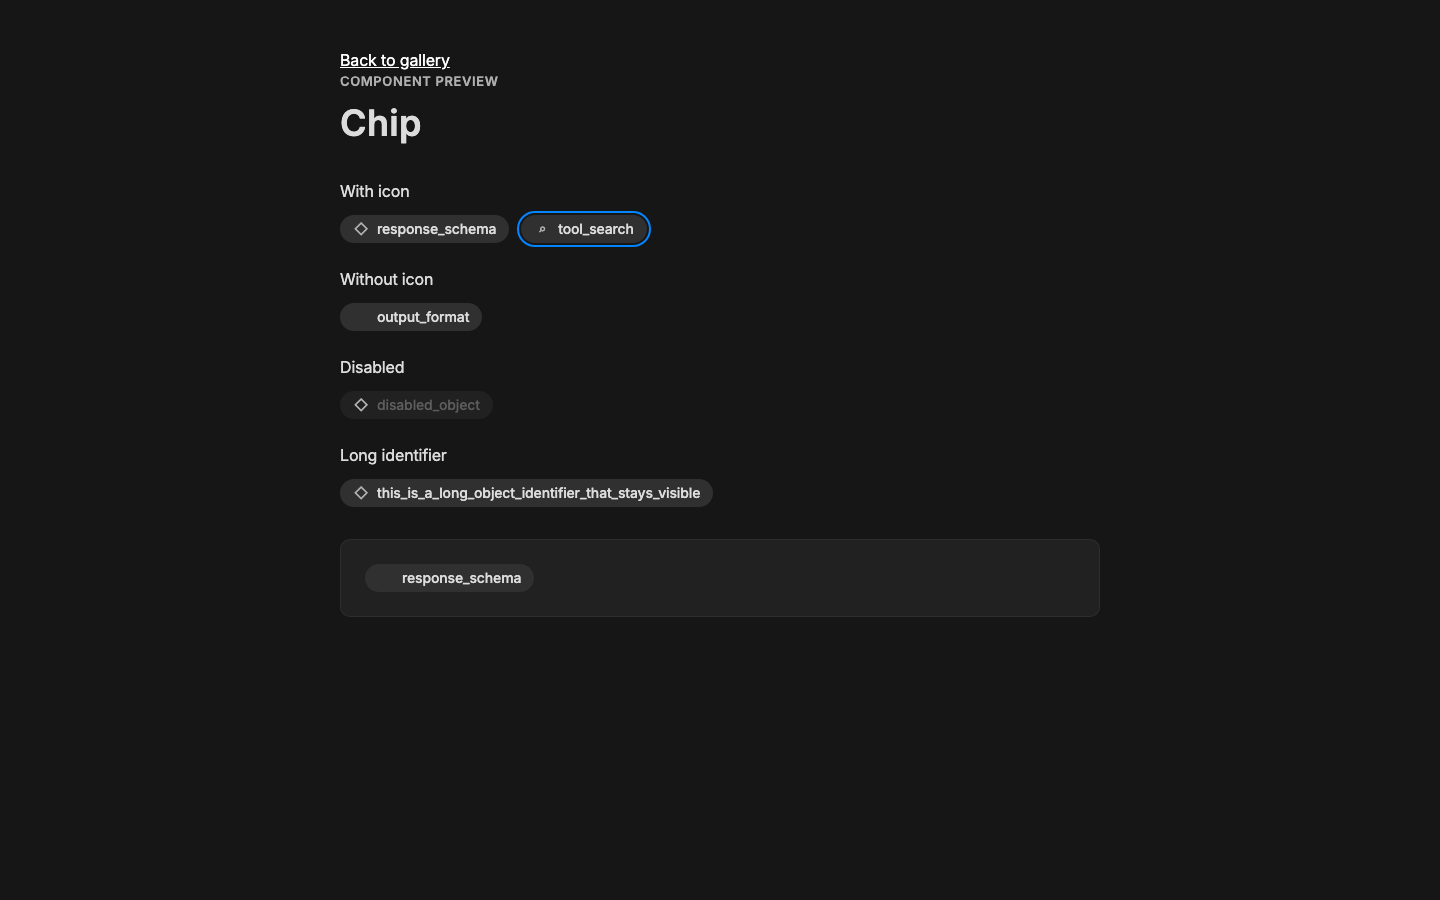 Back to gallery
COMPONENT PREVIEW
Chip
With icon
response_schema
tool_search
Without icon
output_format
Disabled
disabled_object
Long identifier
this_is_a_long_object_identifier_that_stays_visible
response_schema